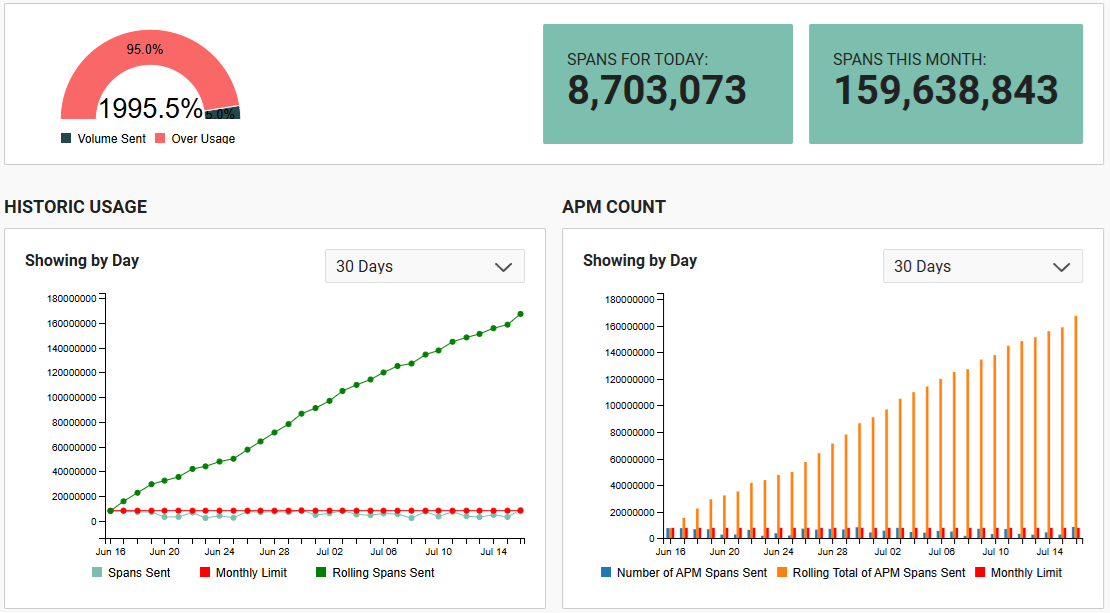 95.0%
1995.5%
5.0%
Volume Sent Over Usage
SPANS FOR TODAY:
8,703,073
SPANS THIS MONTH:
159,638,843
HISTORIC USAGE
Showing by Day
30 Days
180000000
160000000
140000000
120000000
100000000
80000000
60000000
40000000
20000000
0
Jun 16 Jun 20 Jun 24 Jun 28 Jul 02 Jul 06 Jul 10 Jul 14
Spans Sent Monthly Limit Rolling Spans Sent
APM COUNT
Showing by Day
30 Days
180000000
160000000
140000000
120000000
100000000
80000000
60000000
40000000
20000000
0
Jun 16 Jun 20 Jun 24 Jun 28 Jul 02 Jul 06 Jul 10 Jul 14
Number of APM Spans Sent Rolling Total of APM Spans Sent Monthly Limit